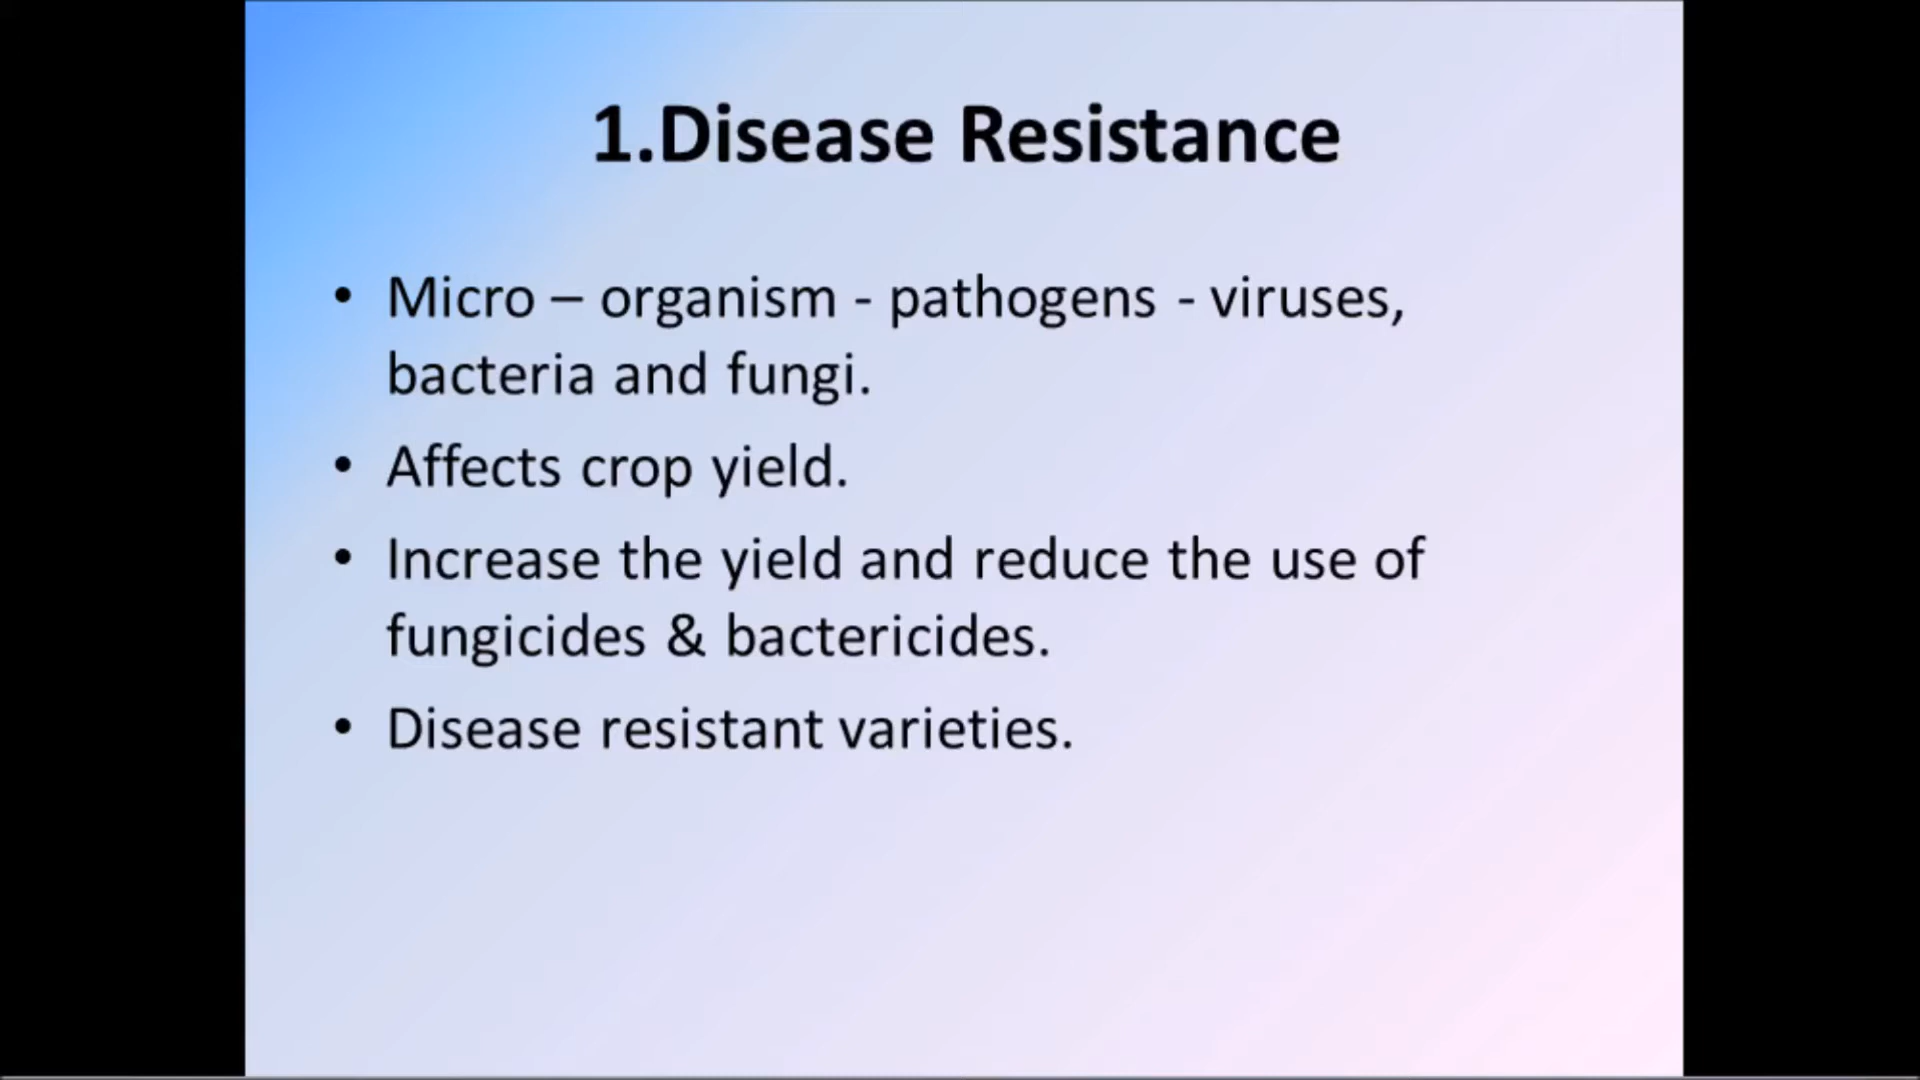 1.Disease Resistance
• Micro – organism - pathogens - viruses,
bacteria and fungi.
• Affects crop yield.
• Increase the yield and reduce the use of
fungicides & bactericides.
• Disease resistant varieties.